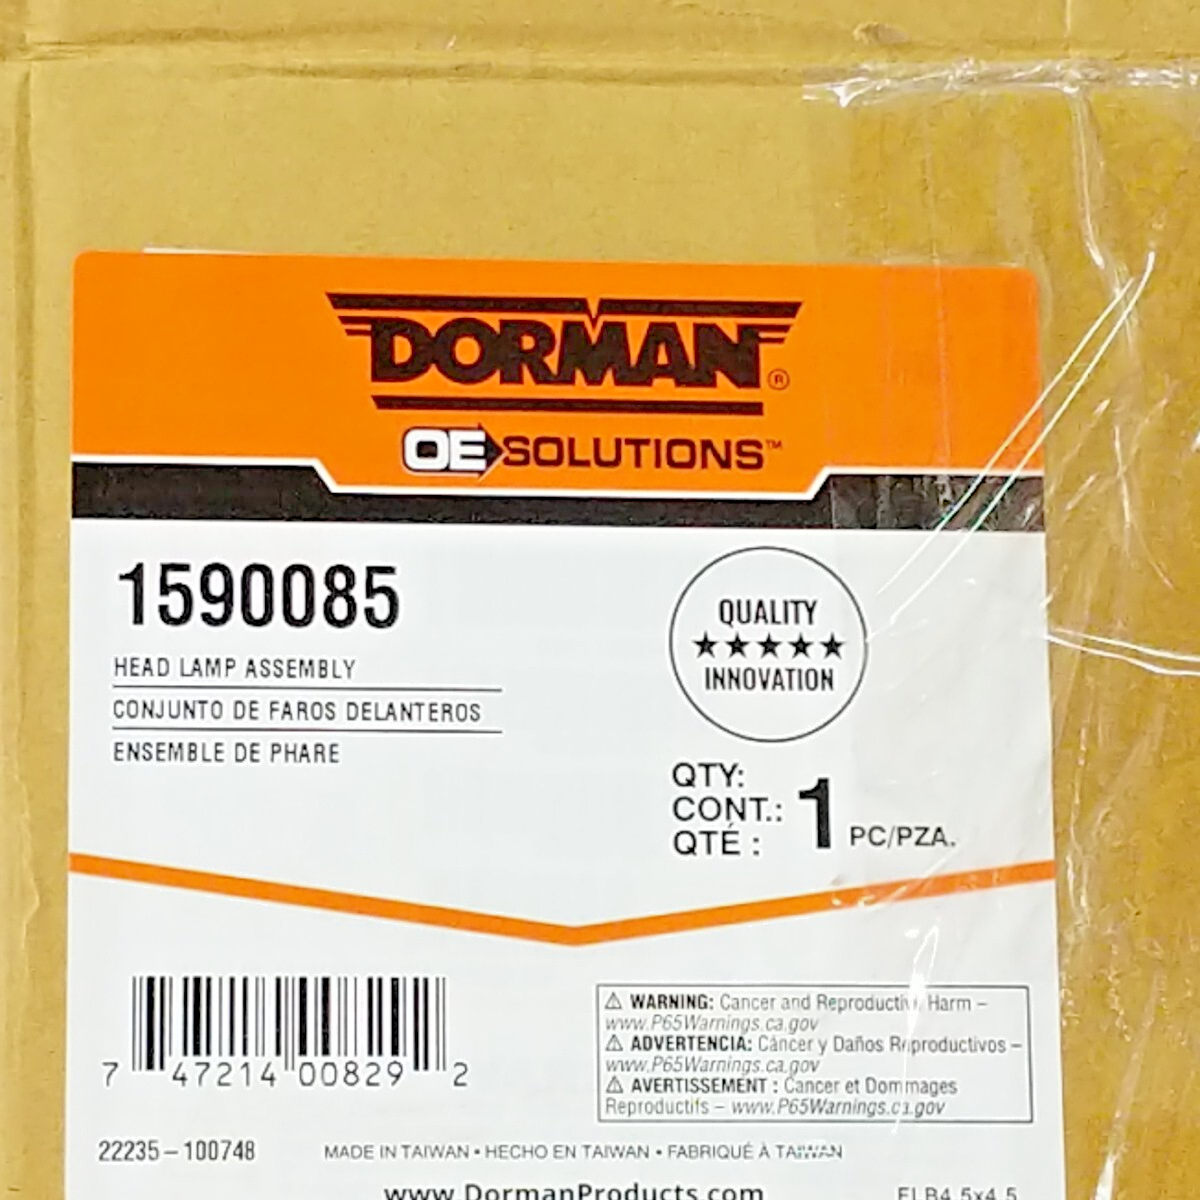 DORMAN®
OE SOLUTIONS™
1590085
HEAD LAMP ASSEMBLY
CONJUNTO DE FAROS DELANTEROS
ENSEMBLE DE PHARE
QUALITY
★★★★★
INNOVATION
QTY:
CONT.:
QTÉ :
1 PC/PZA.
7 47214 00829 2
⚠ WARNING: Cancer and Reproductive Harm –
www.P65Warnings.ca.gov
⚠ ADVERTENCIA: Cáncer y Daños Reproductivos –
www.P65Warnings.ca.gov
⚠ AVERTISSEMENT : Cancer et Dommages
Reproductifs – www.P65Warnings.ca.gov
22235-100748
MADE IN TAIWAN • HECHO EN TAIWAN • FABRIQUÉ À TAIWAN
www.DormanProducts.com
FLB4.5x4.5